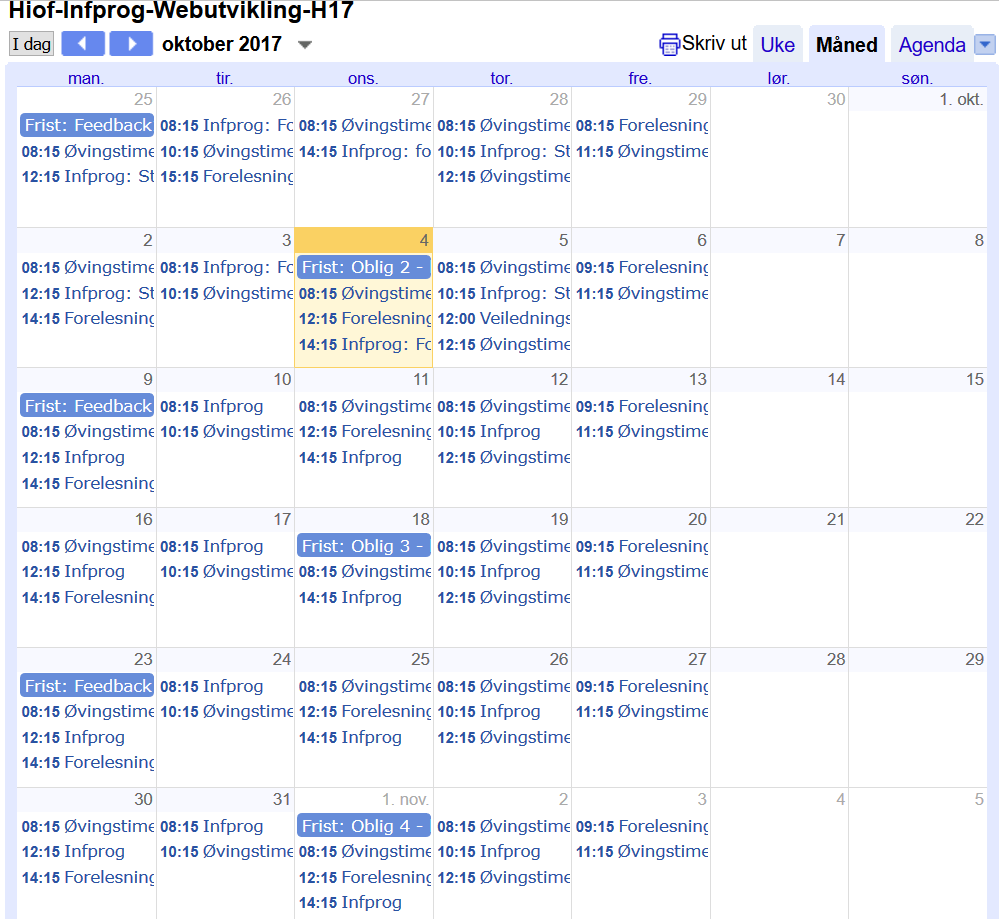 Hiof-Infprog-Webutvikling-H17
I dag oktober 2017 Skriv ut Uke Måned Agenda
man. tir. ons. tor. fre. lør. søn.
25 26 27 28 29 30 1. okt.
Frist: Feedback 08:15 Infprog: Fo 08:15 Øvingstime 08:15 Øvingstime 08:15 Forelesning
08:15 Øvingstime 10:15 Øvingstime 14:15 Infprog: fo 10:15 Infprog: St 11:15 Øvingstime
12:15 Infprog: St 15:15 Forelesning 12:15 Øvingstime
2 3 4 5 6 7 8
08:15 Øvingstime 08:15 Infprog: Fo Frist: Oblig 2 - 08:15 Øvingstime 09:15 Forelesning
12:15 Infprog: St 10:15 Øvingstime 08:15 Øvingstime 10:15 Infprog: St 11:15 Øvingstime
14:15 Forelesning 12:15 Forelesning 12:00 Veilednings
14:15 Infprog: Fo 12:15 Øvingstime
9 10 11 12 13 14 15
Frist: Feedback 08:15 Infprog 08:15 Øvingstime 08:15 Øvingstime 09:15 Forelesning
08:15 Øvingstime 10:15 Øvingstime 12:15 Forelesning 10:15 Infprog 11:15 Øvingstime
12:15 Infprog 14:15 Infprog 12:15 Øvingstime
14:15 Forelesning
16 17 18 19 20 21 22
08:15 Øvingstime 08:15 Infprog Frist: Oblig 3 - 08:15 Øvingstime 09:15 Forelesning
12:15 Infprog 10:15 Øvingstime 08:15 Øvingstime 10:15 Infprog 11:15 Øvingstime
14:15 Forelesning 14:15 Infprog 12:15 Øvingstime
23 24 25 26 27 28 29
Frist: Feedback 08:15 Infprog 08:15 Øvingstime 08:15 Øvingstime 09:15 Forelesning
08:15 Øvingstime 10:15 Øvingstime 12:15 Forelesning 10:15 Infprog 11:15 Øvingstime
12:15 Infprog 14:15 Infprog 12:15 Øvingstime
14:15 Forelesning
30 31 1. nov. 2 3 4 5
08:15 Øvingstime 08:15 Infprog Frist: Oblig 4 - 08:15 Øvingstime 09:15 Forelesning
12:15 Infprog 10:15 Øvingstime 08:15 Øvingstime 10:15 Infprog 11:15 Øvingstime
14:15 Forelesning 12:15 Forelesning 12:15 Øvingstime
14:15 Infprog